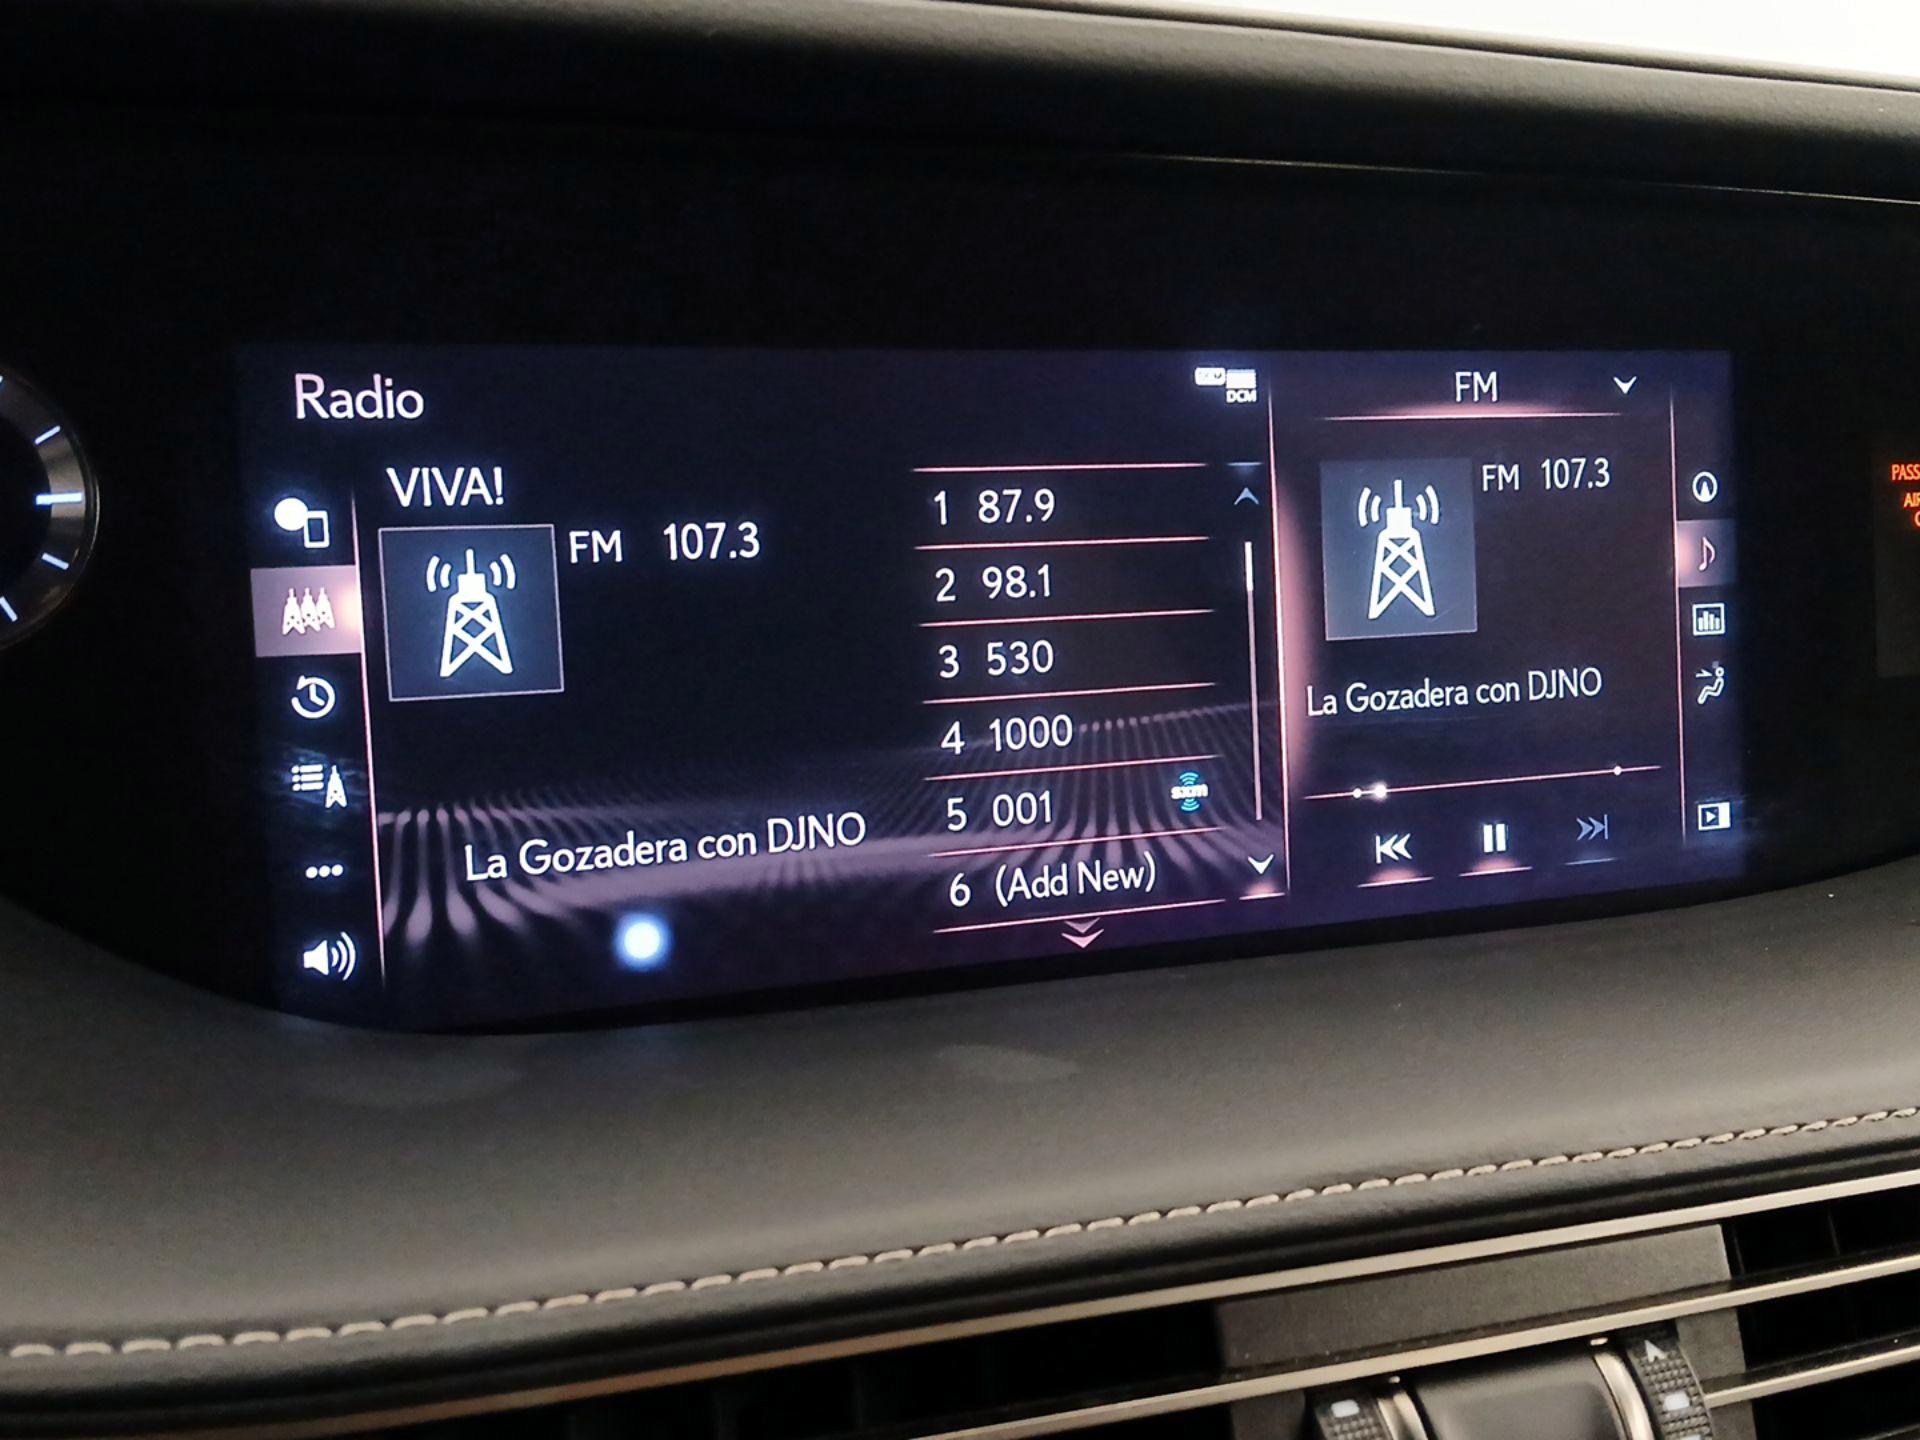 Radio
DCM
VIVA!
FM 107.3
La Gozadera con DJNO
1 87.9
2 98.1
3 530
4 1000
5 001 sxm
6 (Add New)
FM
FM 107.3
La Gozadera con DJNO